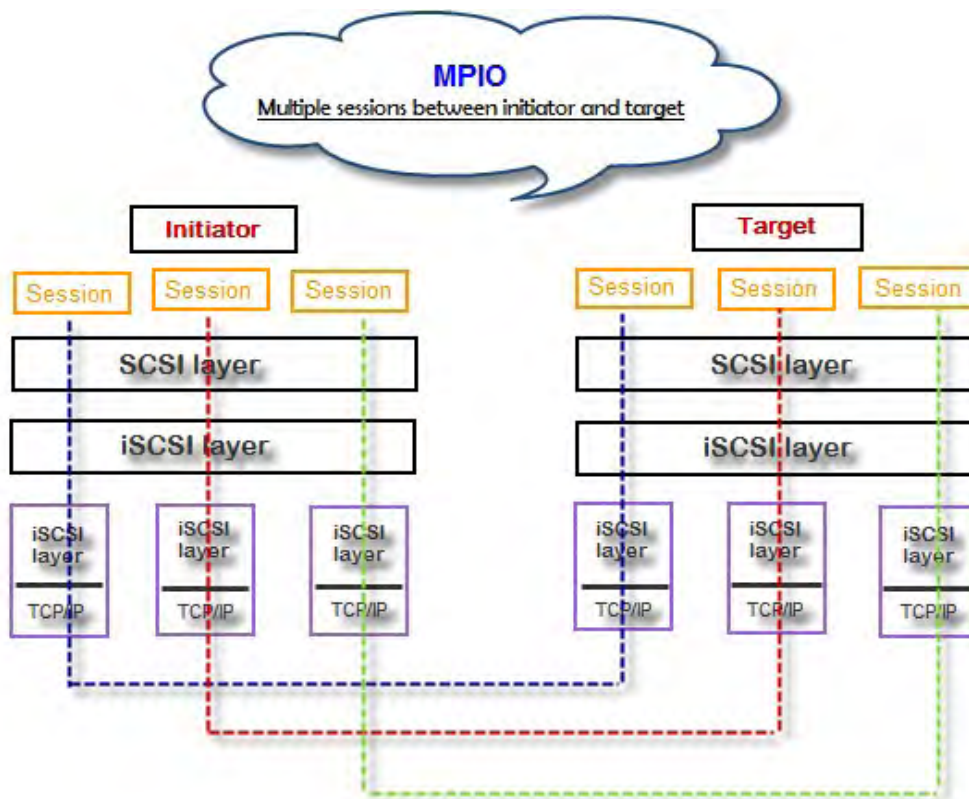 MPIO
Multiple sessions between initiator and target
Initiator
Target
Session Session Session
Session Session Session
SCSI layer
SCSI layer
iSCSI layer
iSCSI layer
iSCSI
layer
TCP/IP
iSCSI
layer
TCP/IP
iSCSI
layer
TCP/IP
iSCSI
layer
TCP/IP
iSCSI
layer
TCP/IP
iSCSI
layer
TCP/IP